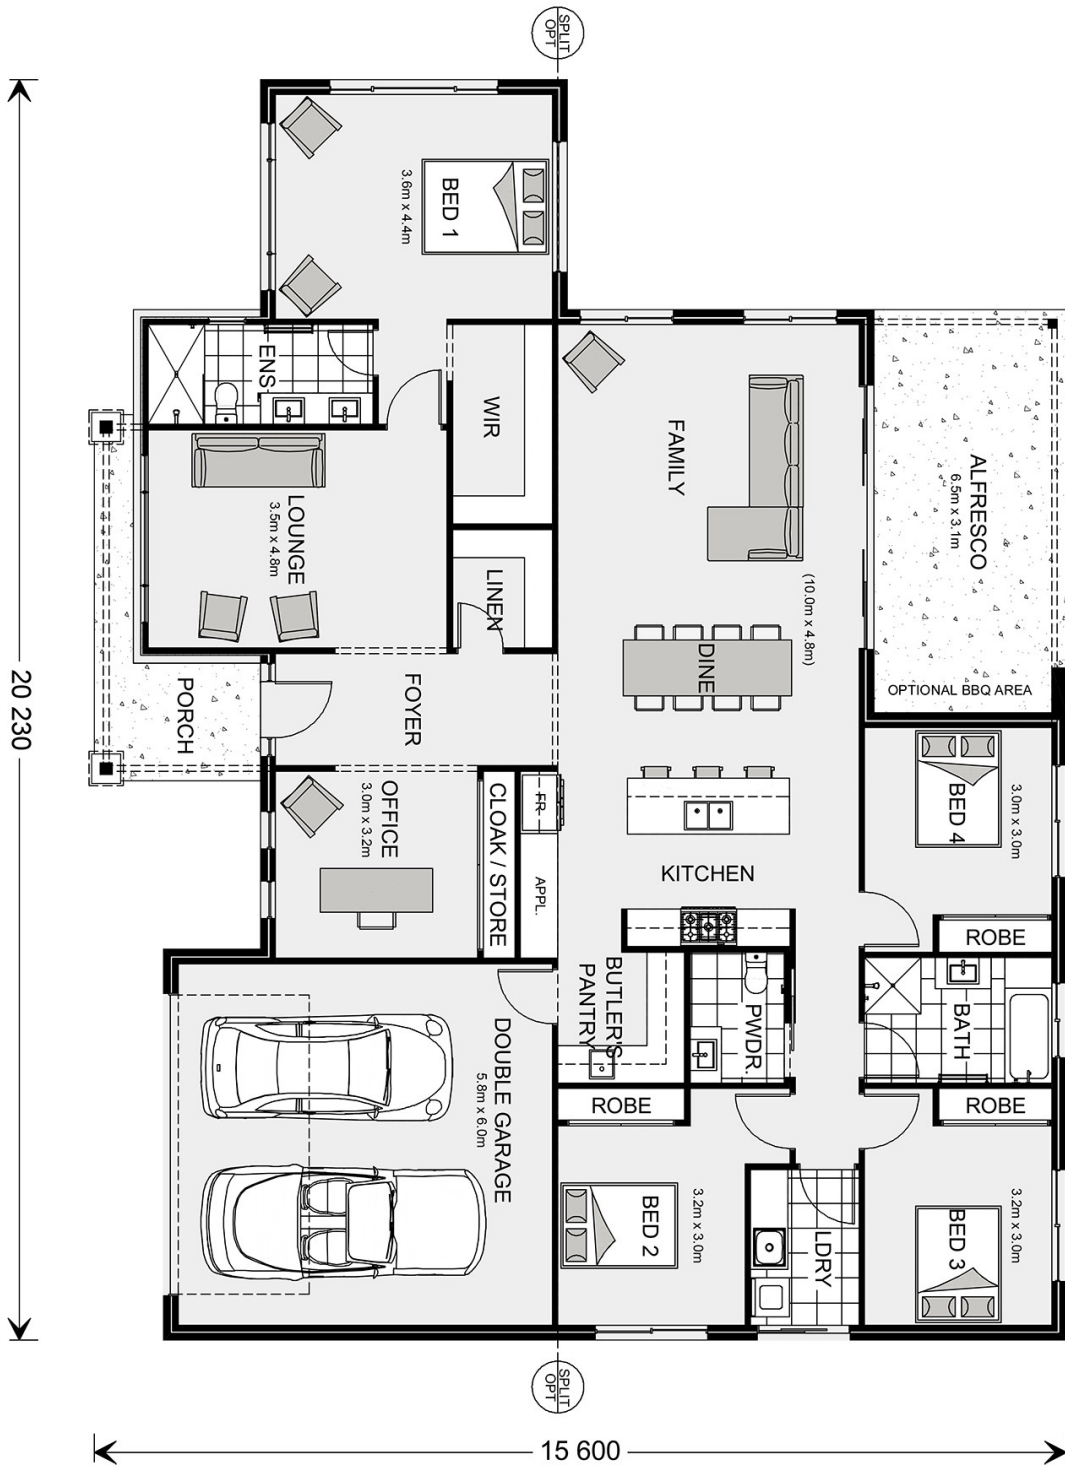 SPLIT
OPT
BED 1
3.6m x 4.4m
ENS
WIR
FAMILY
ALFRESCO
6.5m x 3.1m
LOUNGE
3.5m x 4.8m
LINEN
(10.0m x 4.8m)
DINE
OPTIONAL BBQ AREA
20 230
PORCH
FOYER
OFFICE
3.0m x 3.2m
CLOAK / STORE
FR
APPL.
KITCHEN
BED 4
3.0m x 3.0m
ROBE
BUTLER'S
PANTRY
PWDR.
BATH
DOUBLE GARAGE
5.8m x 6.0m
ROBE
ROBE
BED 2
3.2m x 3.0m
LDRY
BED 3
3.2m x 3.0m
SPLIT
OPT
15 600